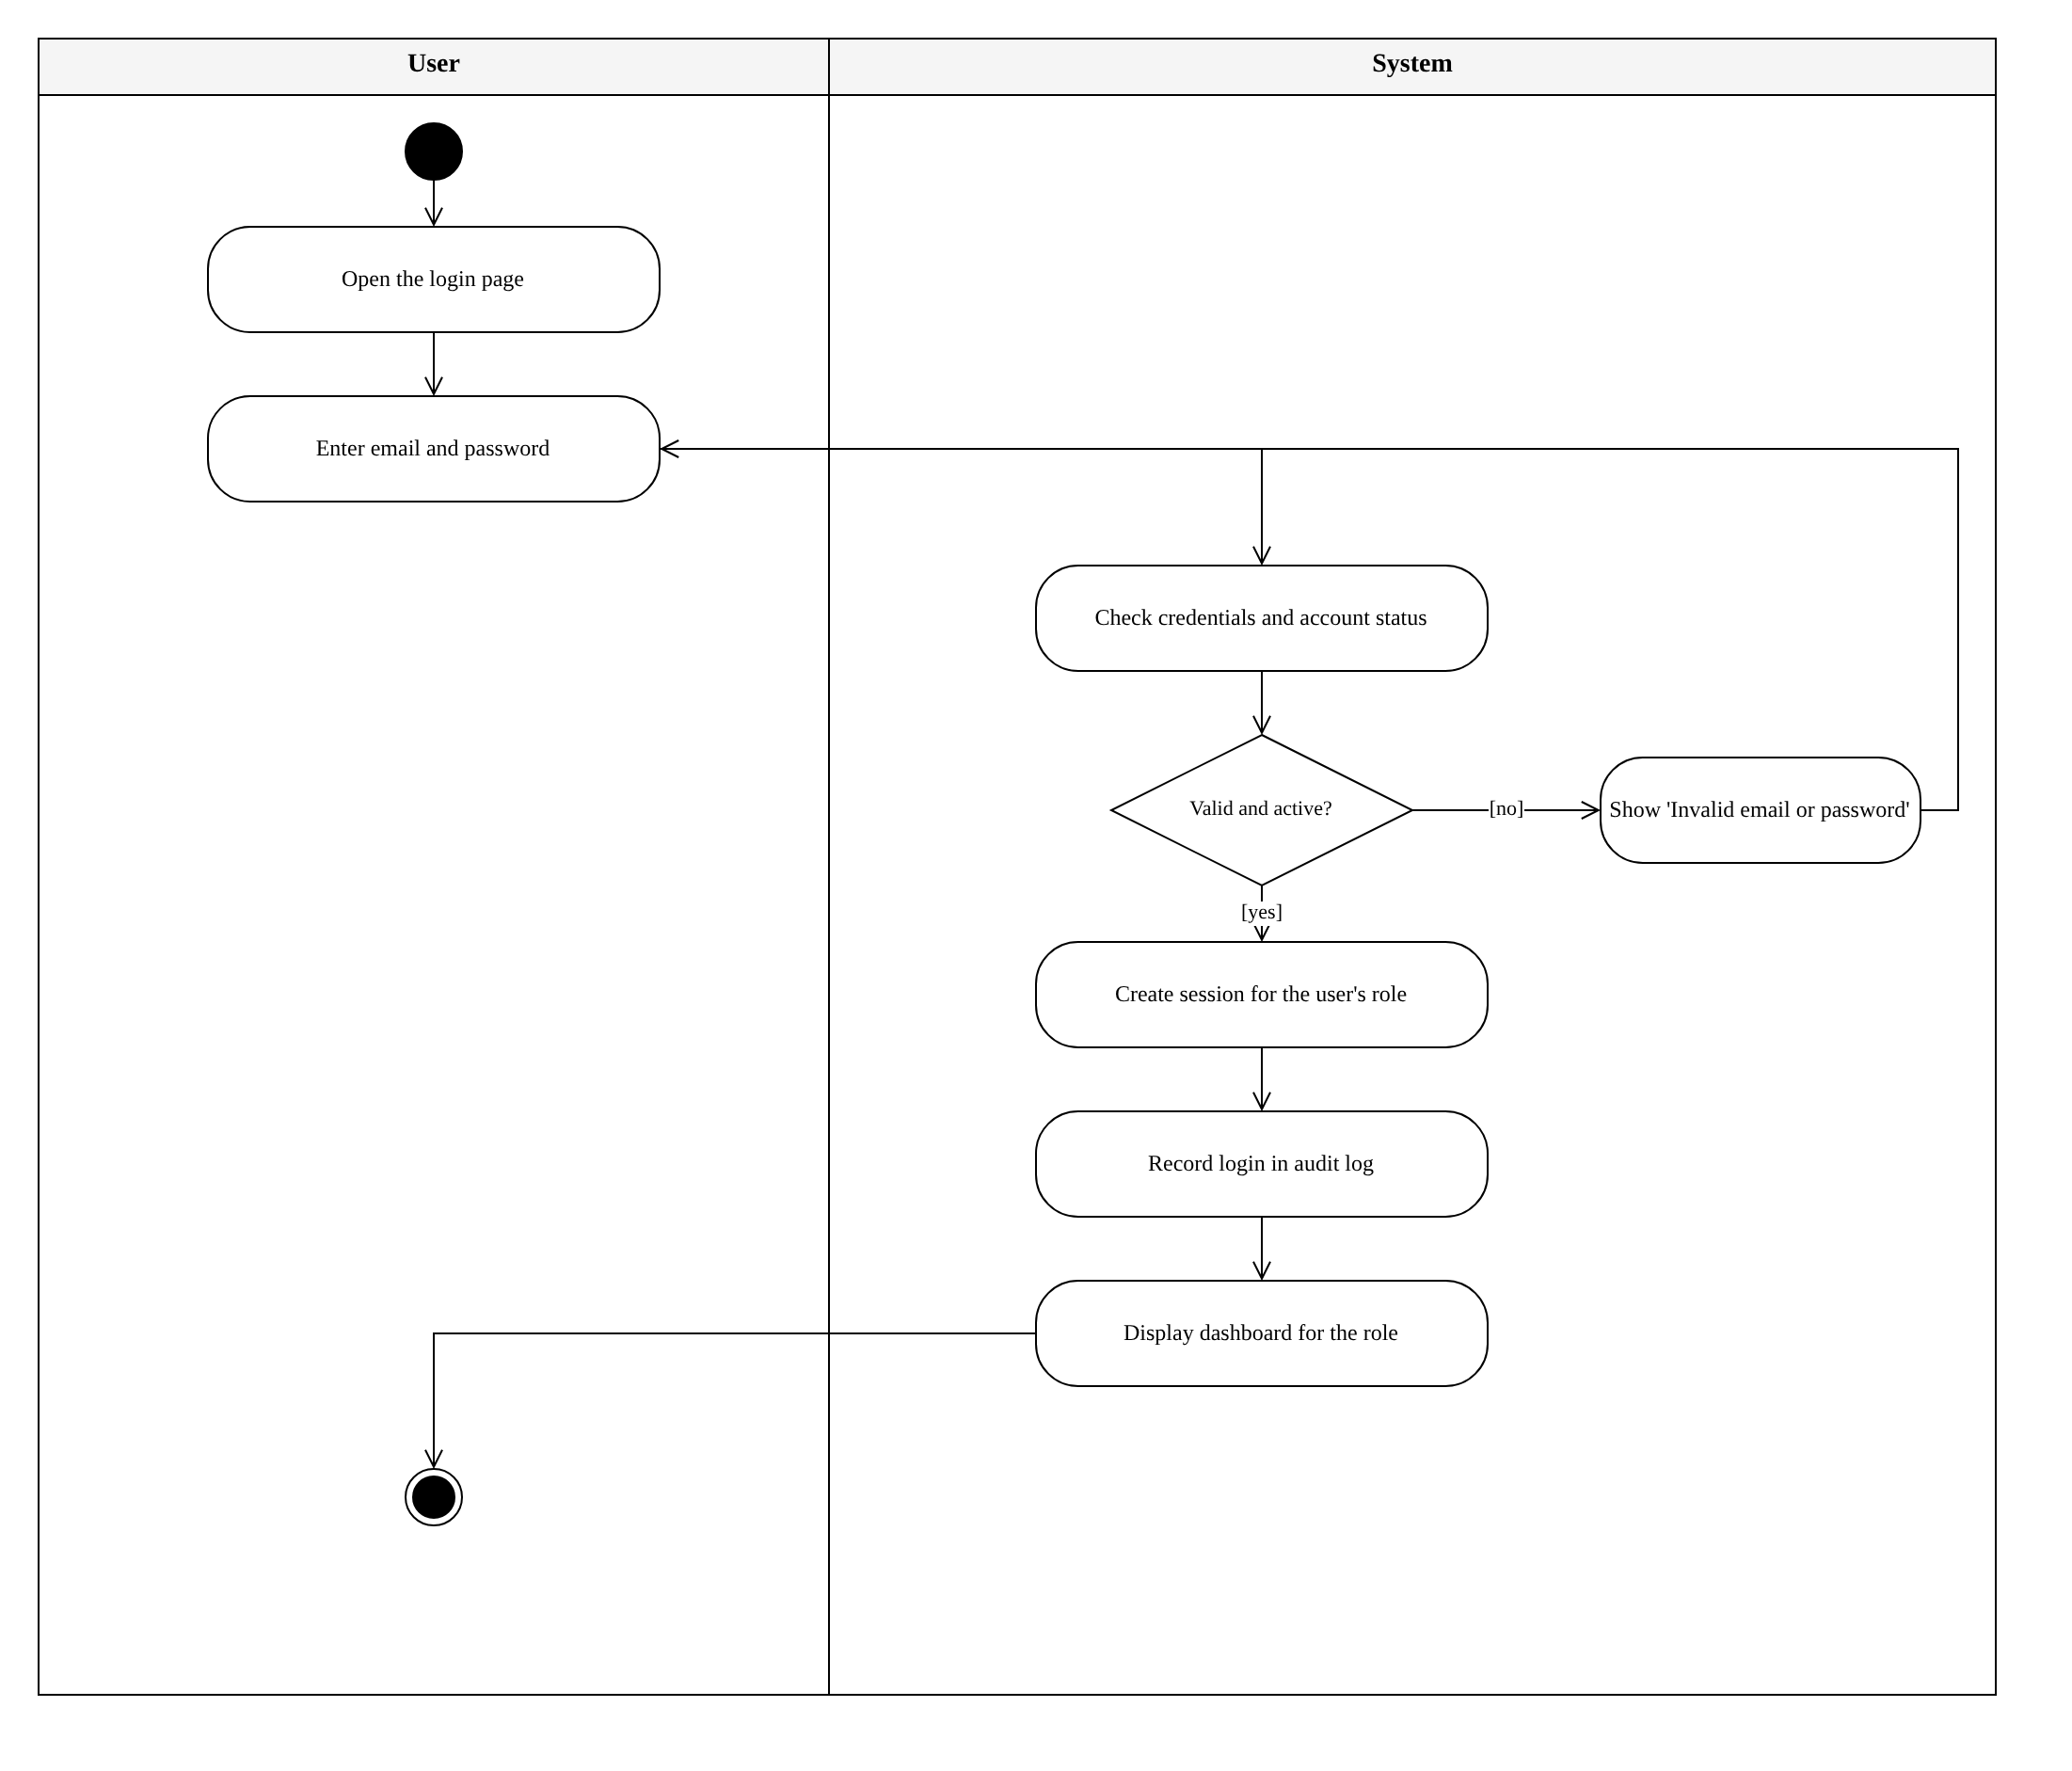 User
System
Open the login page
Enter email and password
Check credentials and account status
Valid and active?
[no]
Show 'Invalid email or password'
[yes]
Create session for the user's role
Record login in audit log
Display dashboard for the role